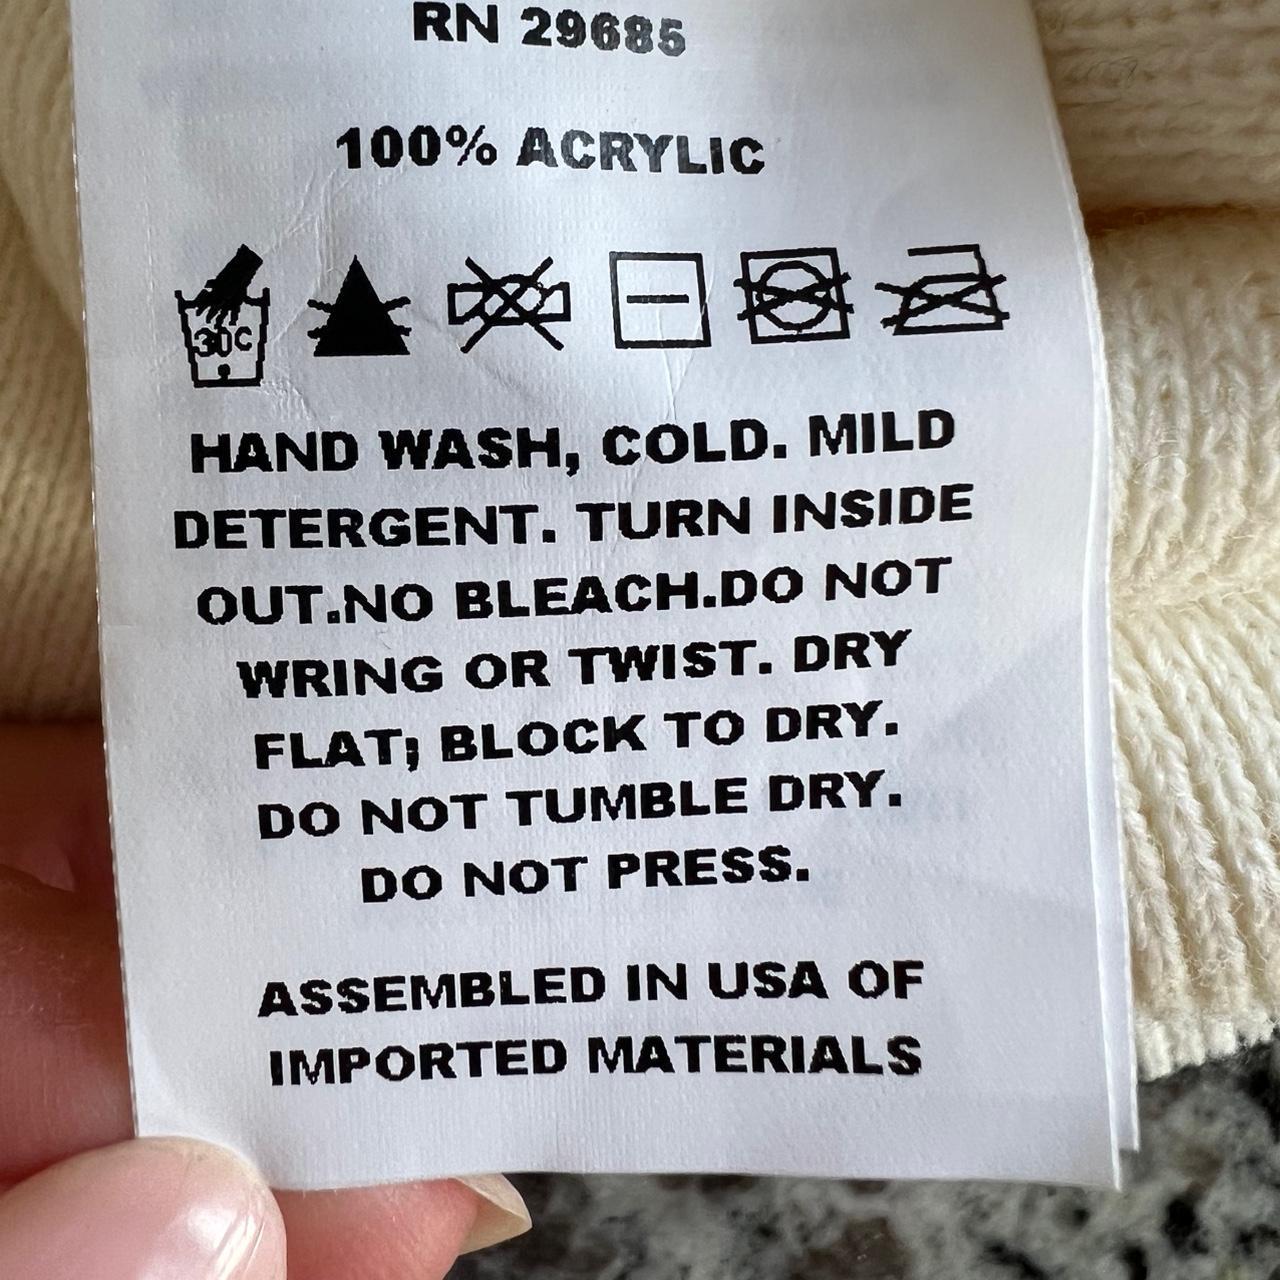 RN 29685
100% ACRYLIC
30C
HAND WASH, COLD. MILD
DETERGENT. TURN INSIDE
OUT.NO BLEACH.DO NOT
WRING OR TWIST. DRY
FLAT; BLOCK TO DRY.
DO NOT TUMBLE DRY.
DO NOT PRESS.
ASSEMBLED IN USA OF
IMPORTED MATERIALS